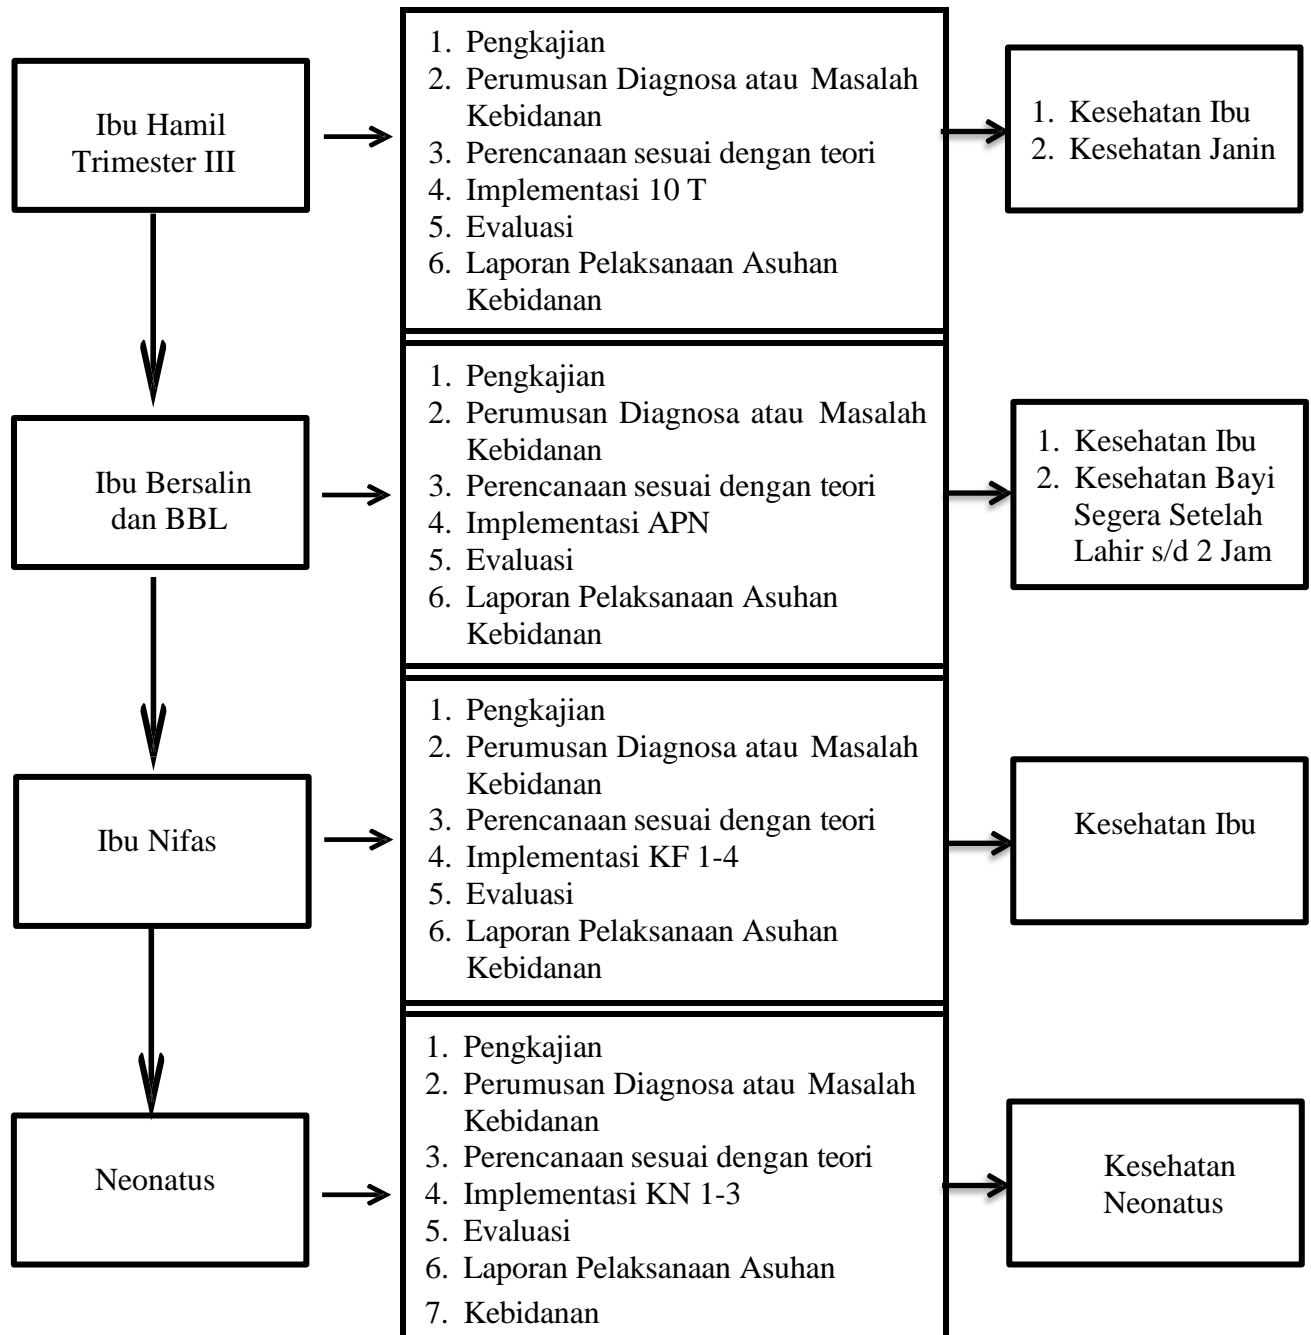 Ibu Hamil
Trimester III
1. Pengkajian
2. Perumusan Diagnosa atau Masalah
Kebidanan
3. Perencanaan sesuai dengan teori
4. Implementasi 10 T
5. Evaluasi
6. Laporan Pelaksanaan Asuhan
Kebidanan
1. Kesehatan Ibu
2. Kesehatan Janin
Ibu Bersalin
dan BBL
1. Pengkajian
2. Perumusan Diagnosa atau Masalah
Kebidanan
3. Perencanaan sesuai dengan teori
4. Implementasi APN
5. Evaluasi
6. Laporan Pelaksanaan Asuhan
Kebidanan
1. Kesehatan Ibu
2. Kesehatan Bayi
Segera Setelah
Lahir s/d 2 Jam
Ibu Nifas
1. Pengkajian
2. Perumusan Diagnosa atau Masalah
Kebidanan
3. Perencanaan sesuai dengan teori
4. Implementasi KF 1-4
5. Evaluasi
6. Laporan Pelaksanaan Asuhan
Kebidanan
Kesehatan Ibu
Neonatus
1. Pengkajian
2. Perumusan Diagnosa atau Masalah
Kebidanan
3. Perencanaan sesuai dengan teori
4. Implementasi KN 1-3
5. Evaluasi
6. Laporan Pelaksanaan Asuhan
7. Kebidanan
Kesehatan
Neonatus